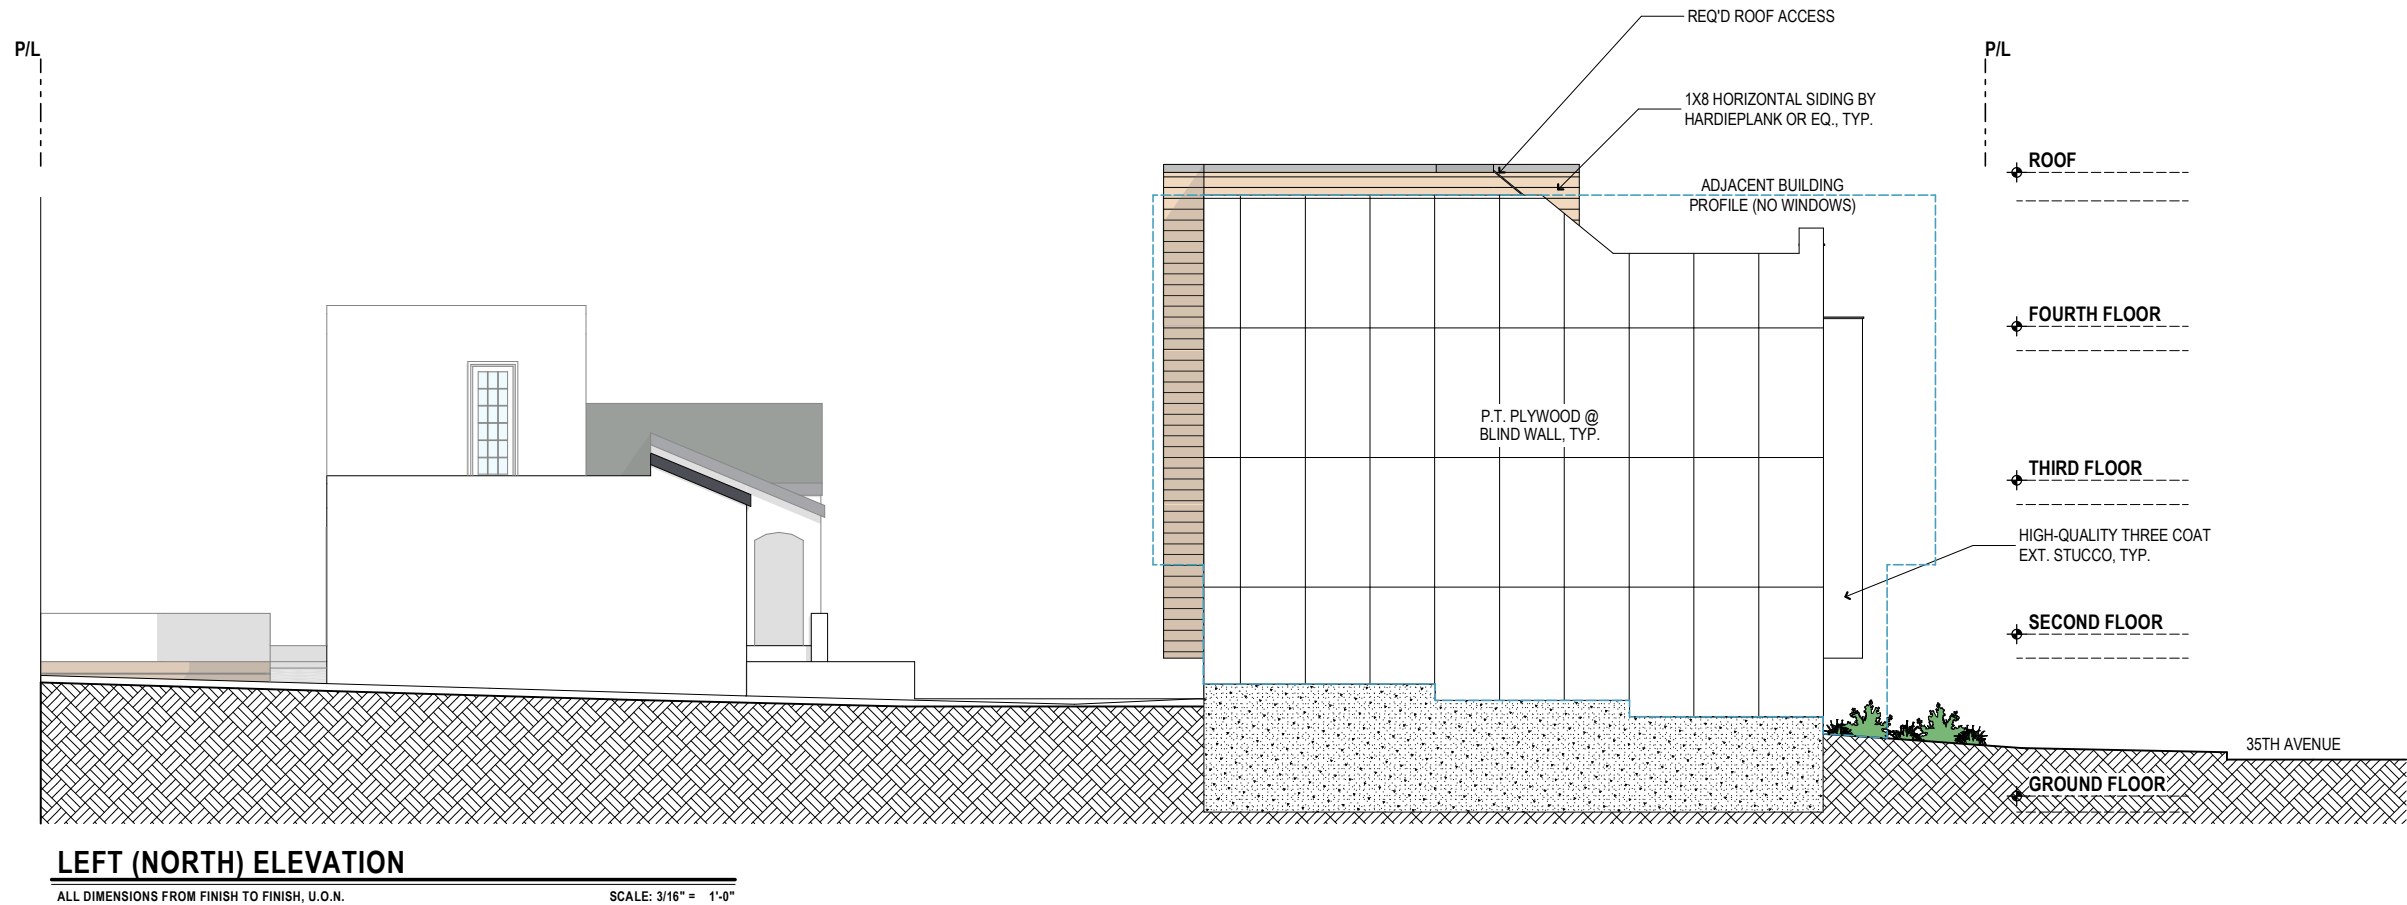 REQ'D ROOF ACCESS
P/L
P/L
1X8 HORIZONTAL SIDING BY
HARDIEPLANK OR EQ., TYP.
ROOF
ADJACENT BUILDING
PROFILE (NO WINDOWS)
FOURTH FLOOR
P.T. PLYWOOD @
BLIND WALL, TYP.
THIRD FLOOR
HIGH-QUALITY THREE COAT
EXT. STUCCO, TYP.
SECOND FLOOR
35TH AVENUE
GROUND FLOOR
LEFT (NORTH) ELEVATION
ALL DIMENSIONS FROM FINISH TO FINISH, U.O.N.
SCALE: 3/16" = 1'-0"